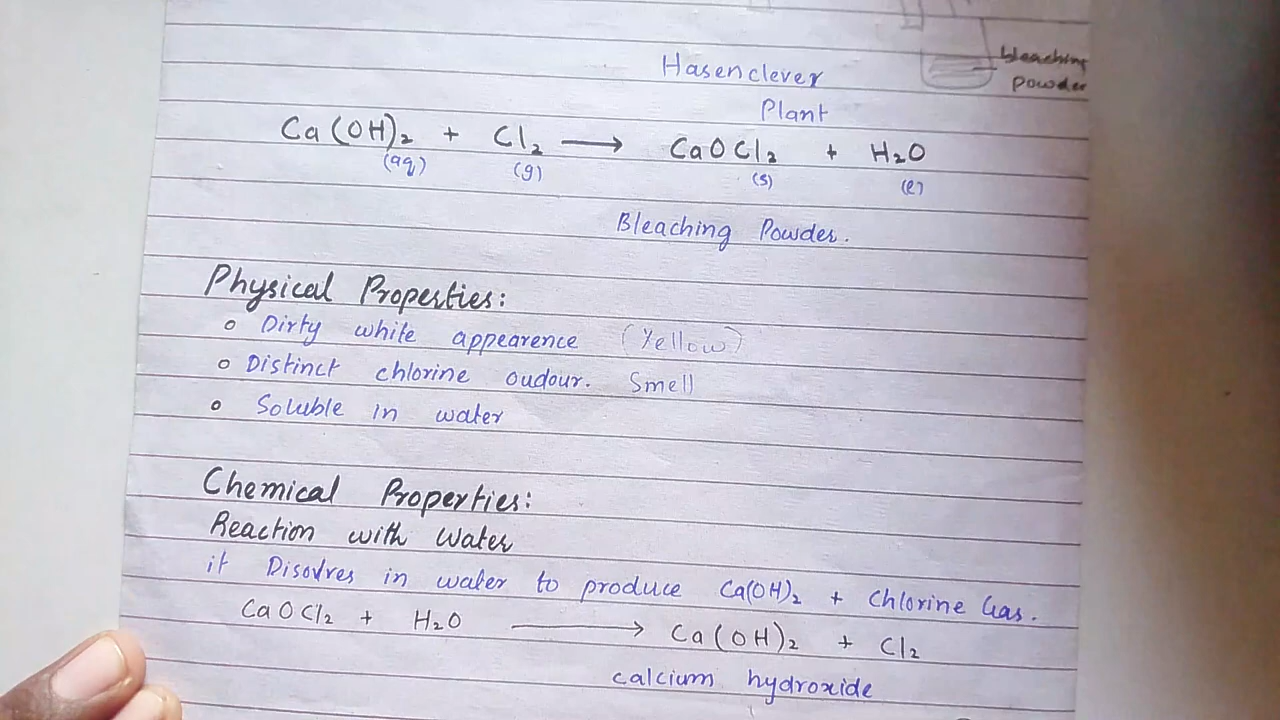 bleaching
powder
Hasenclever
Plant
Ca(OH)₂ + Cl₂ ⟶ CaOCl₂ + H₂O
(aq) (g) (s) (l)
Bleaching Powder.
Physical Properties:
o Dirty white appearence (Yellow)
o Distinct chlorine oudour. Smell
o Soluble in water
Chemical Properties:
Reaction with Water
it Disolves in water to produce Ca(OH)₂ + Chlorine Gas.
CaOCl₂ + H₂O ⟶ Ca(OH)₂ + Cl₂
calcium hydroxide